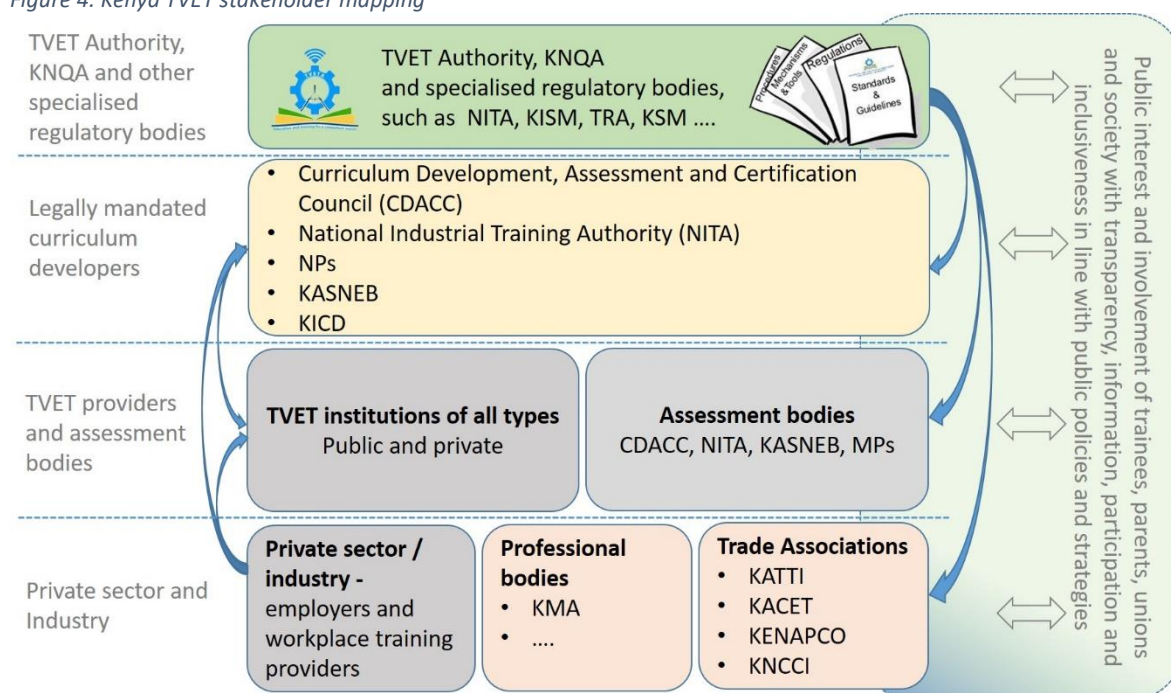 Figure 4: Kenya TVET stakeholder mapping
TVET Authority,
KNQA and other
specialised
regulatory bodies
TVET Authority, KNQA
and specialised regulatory bodies,
such as NITA, KISM, TRA, KSM ....
Procedures
Mechanisms
& Tools
Regulations
Standards
&
Guidelines
Legally mandated
curriculum
developers
• Curriculum Development, Assessment and Certification
Council (CDACC)
• National Industrial Training Authority (NITA)
• NPs
• KASNEB
• KICD
TVET providers
and assessment
bodies
TVET institutions of all types
Public and private
Assessment bodies
CDACC, NITA, KASNEB, MPs
Private sector and
Industry
Private sector /
industry -
employers and
workplace training
providers
Professional
bodies
• KMA
• ....
Trade Associations
• KATTI
• KACET
• KENAPCO
• KNCCI
Public interest and involvement of trainees, parents, unions
and society with transparency, information, participation and
inclusiveness in line with public policies and strategies